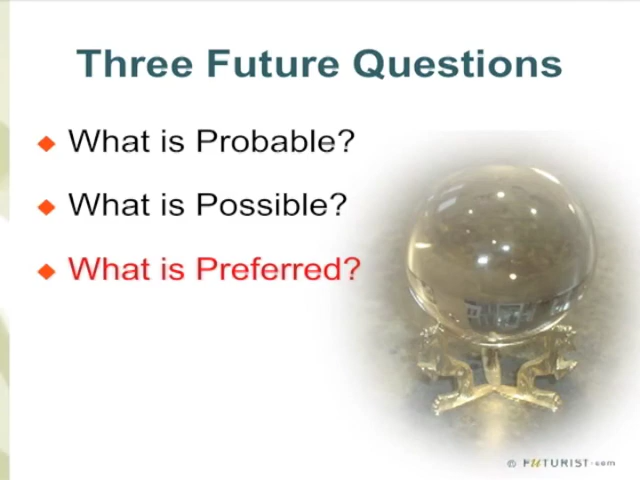 Three Future Questions
What is Probable?
What is Possible?
What is Preferred?
© FUTURIST.com